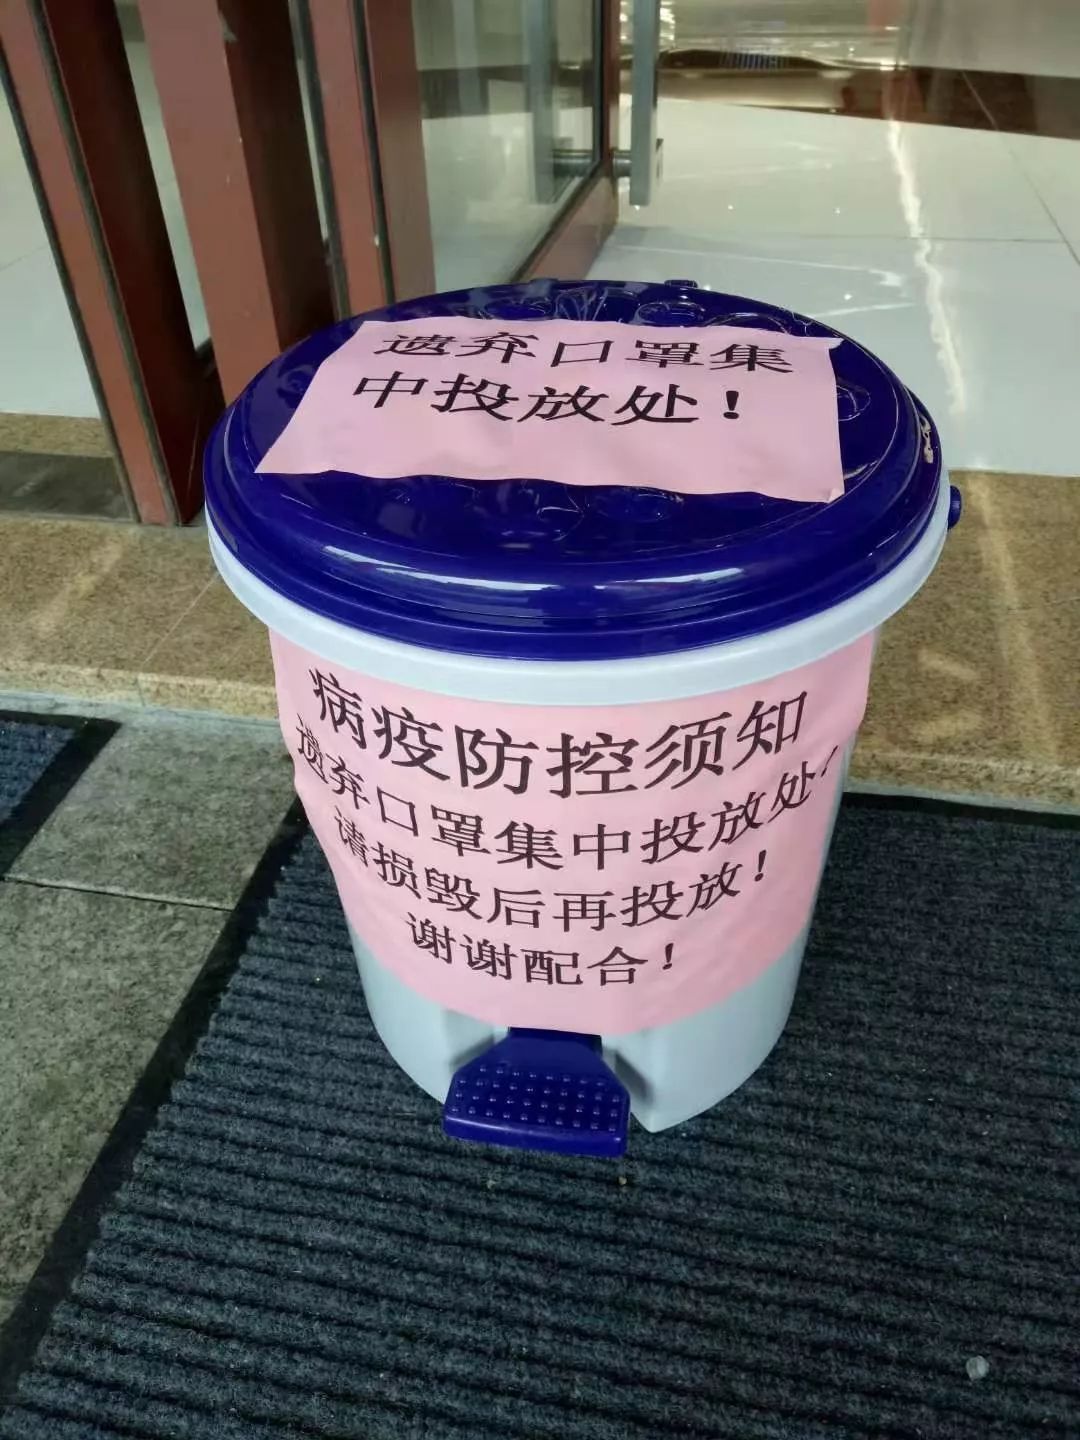 遗弃口罩集
中投放处！
病疫防控须知
遗弃口罩集中投放处！
请损毁后再投放！
谢谢配合！